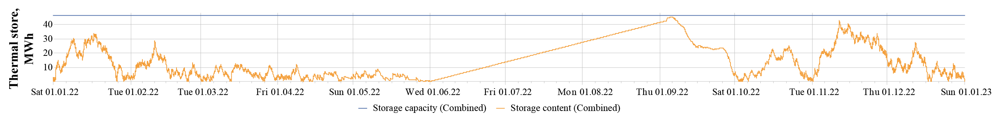 Thermal store,
MWh
40
30
20
10
Sat 01.01.22 Tue 01.02.22 Tue 01.03.22 Fri 01.04.22 Sun 01.05.22 Wed 01.06.22 Fri 01.07.22 Mon 01.08.22 Thu 01.09.22 Sat 01.10.22 Tue 01.11.22 Thu 01.12.22 Sun 01.01.23
Storage capacity (Combined) Storage content (Combined)